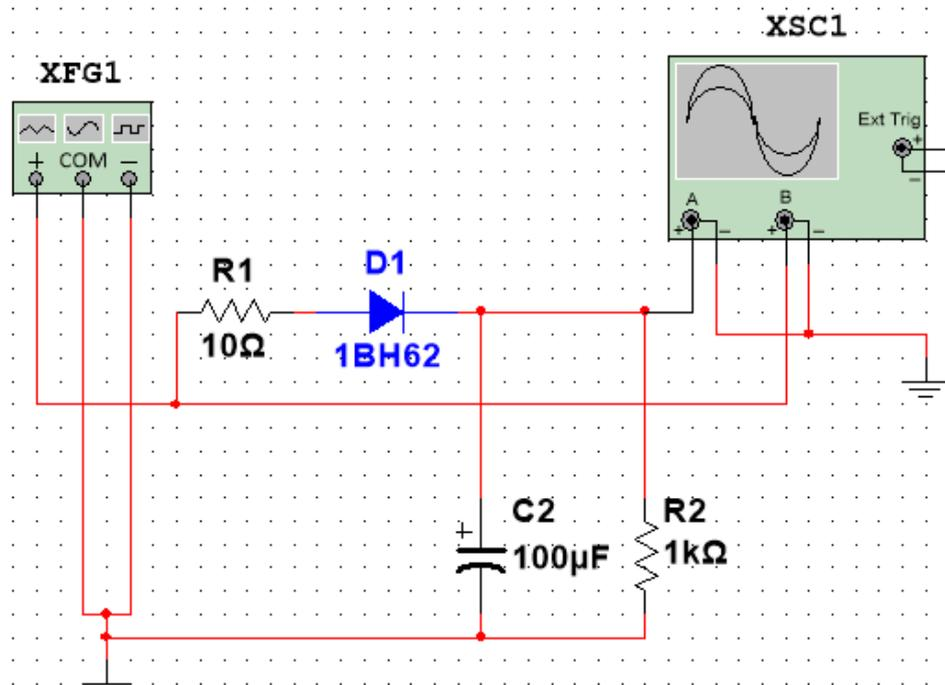 XSC1
XFG1
Ext Trig
+
−
+ COM −
A
B
+ − + −
D1
R1
10Ω
1BH62
C2
R2
+
100µF
1kΩ